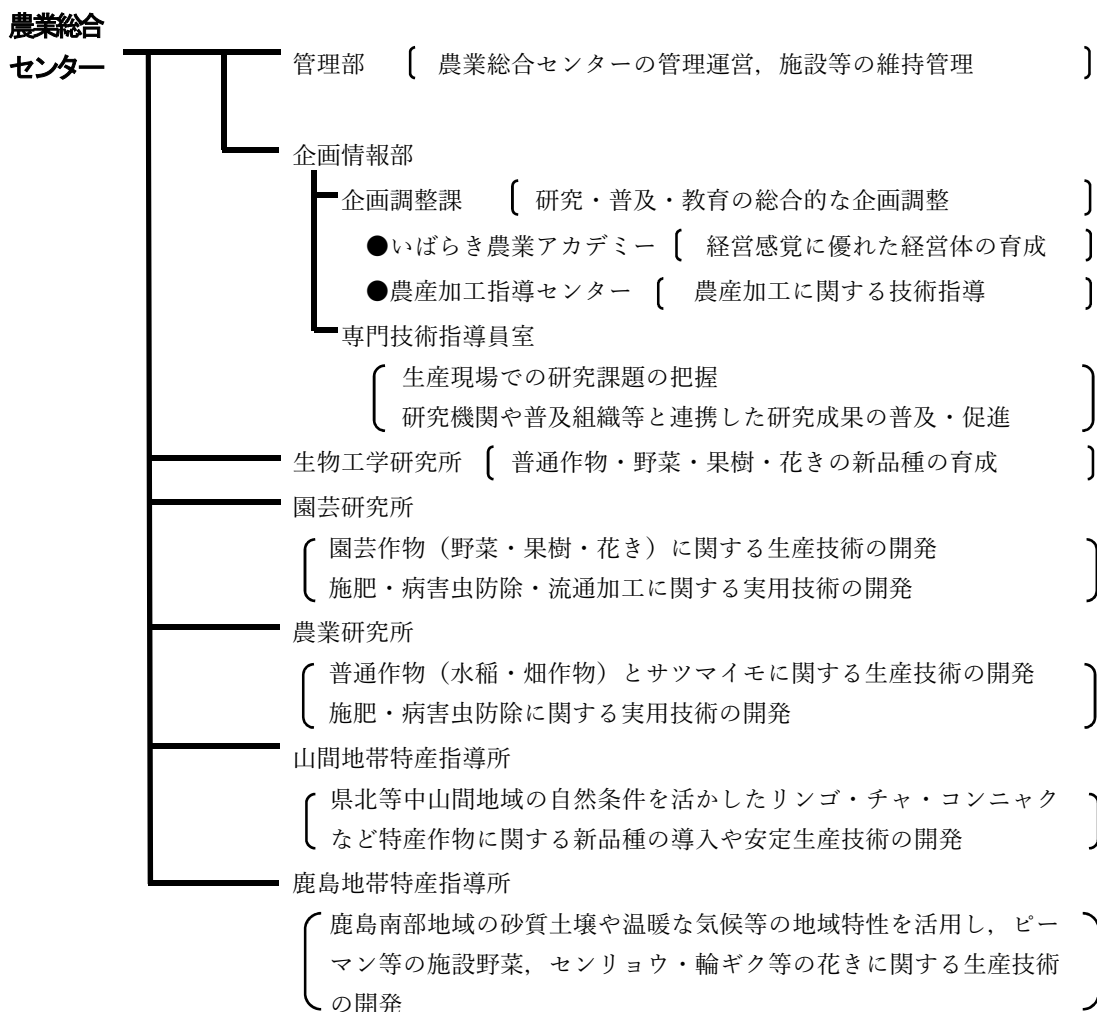 農業総合
センター
管理部 〔 農業総合センターの管理運営，施設等の維持管理 〕
企画情報部
企画調整課 〔 研究・普及・教育の総合的な企画調整 〕
●いばらき農業アカデミー 〔 経営感覚に優れた経営体の育成 〕
●農産加工指導センター 〔 農産加工に関する技術指導 〕
専門技術指導員室
生産現場での研究課題の把握
研究機関や普及組織等と連携した研究成果の普及・促進
生物工学研究所 〔 普通作物・野菜・果樹・花きの新品種の育成 〕
園芸研究所
園芸作物（野菜・果樹・花き）に関する生産技術の開発
施肥・病害虫防除・流通加工に関する実用技術の開発
農業研究所
普通作物（水稲・畑作物）とサツマイモに関する生産技術の開発
施肥・病害虫防除に関する実用技術の開発
山間地帯特産指導所
県北等中山間地域の自然条件を活かしたリンゴ・チャ・コンニャク
など特産作物に関する新品種の導入や安定生産技術の開発
鹿島地帯特産指導所
鹿島南部地域の砂質土壌や温暖な気候等の地域特性を活用し，ピー
マン等の施設野菜，センリョウ・輪ギク等の花きに関する生産技術
の開発